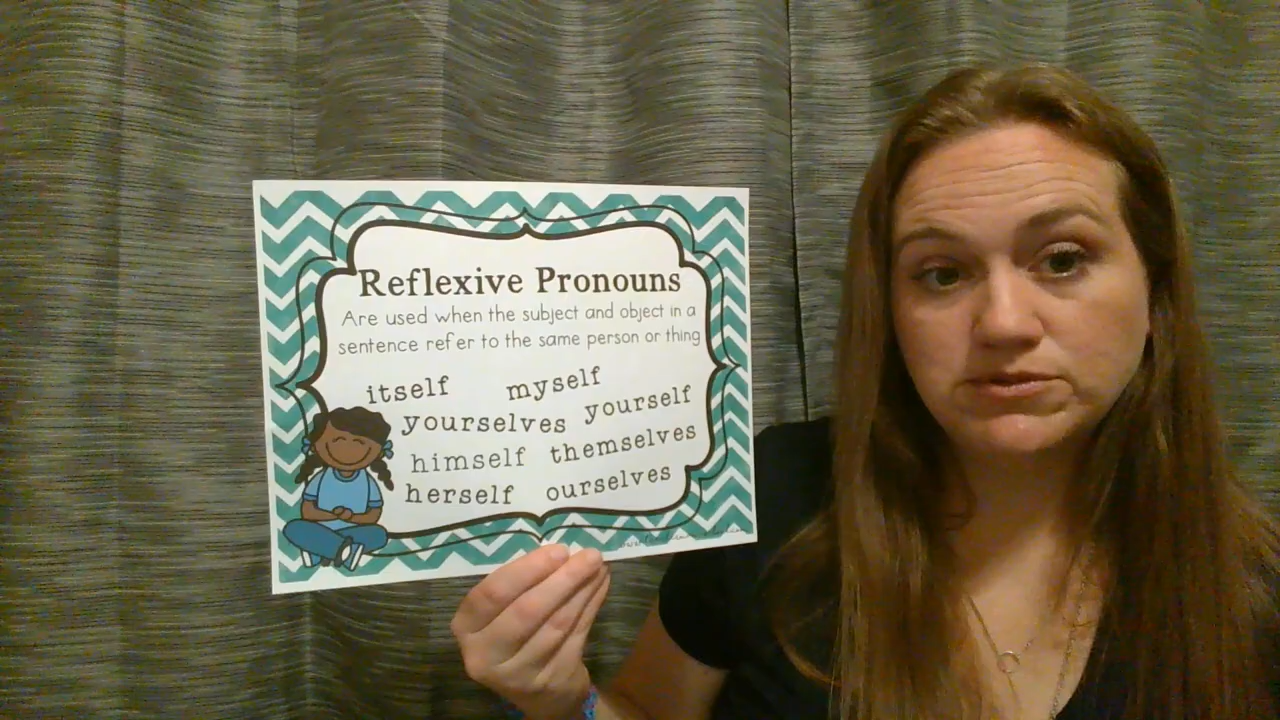 Reflexive Pronouns
Are used when the subject and object in a
sentence refer to the same person or thing
itself myself
yourselves yourself
himself themselves
herself ourselves